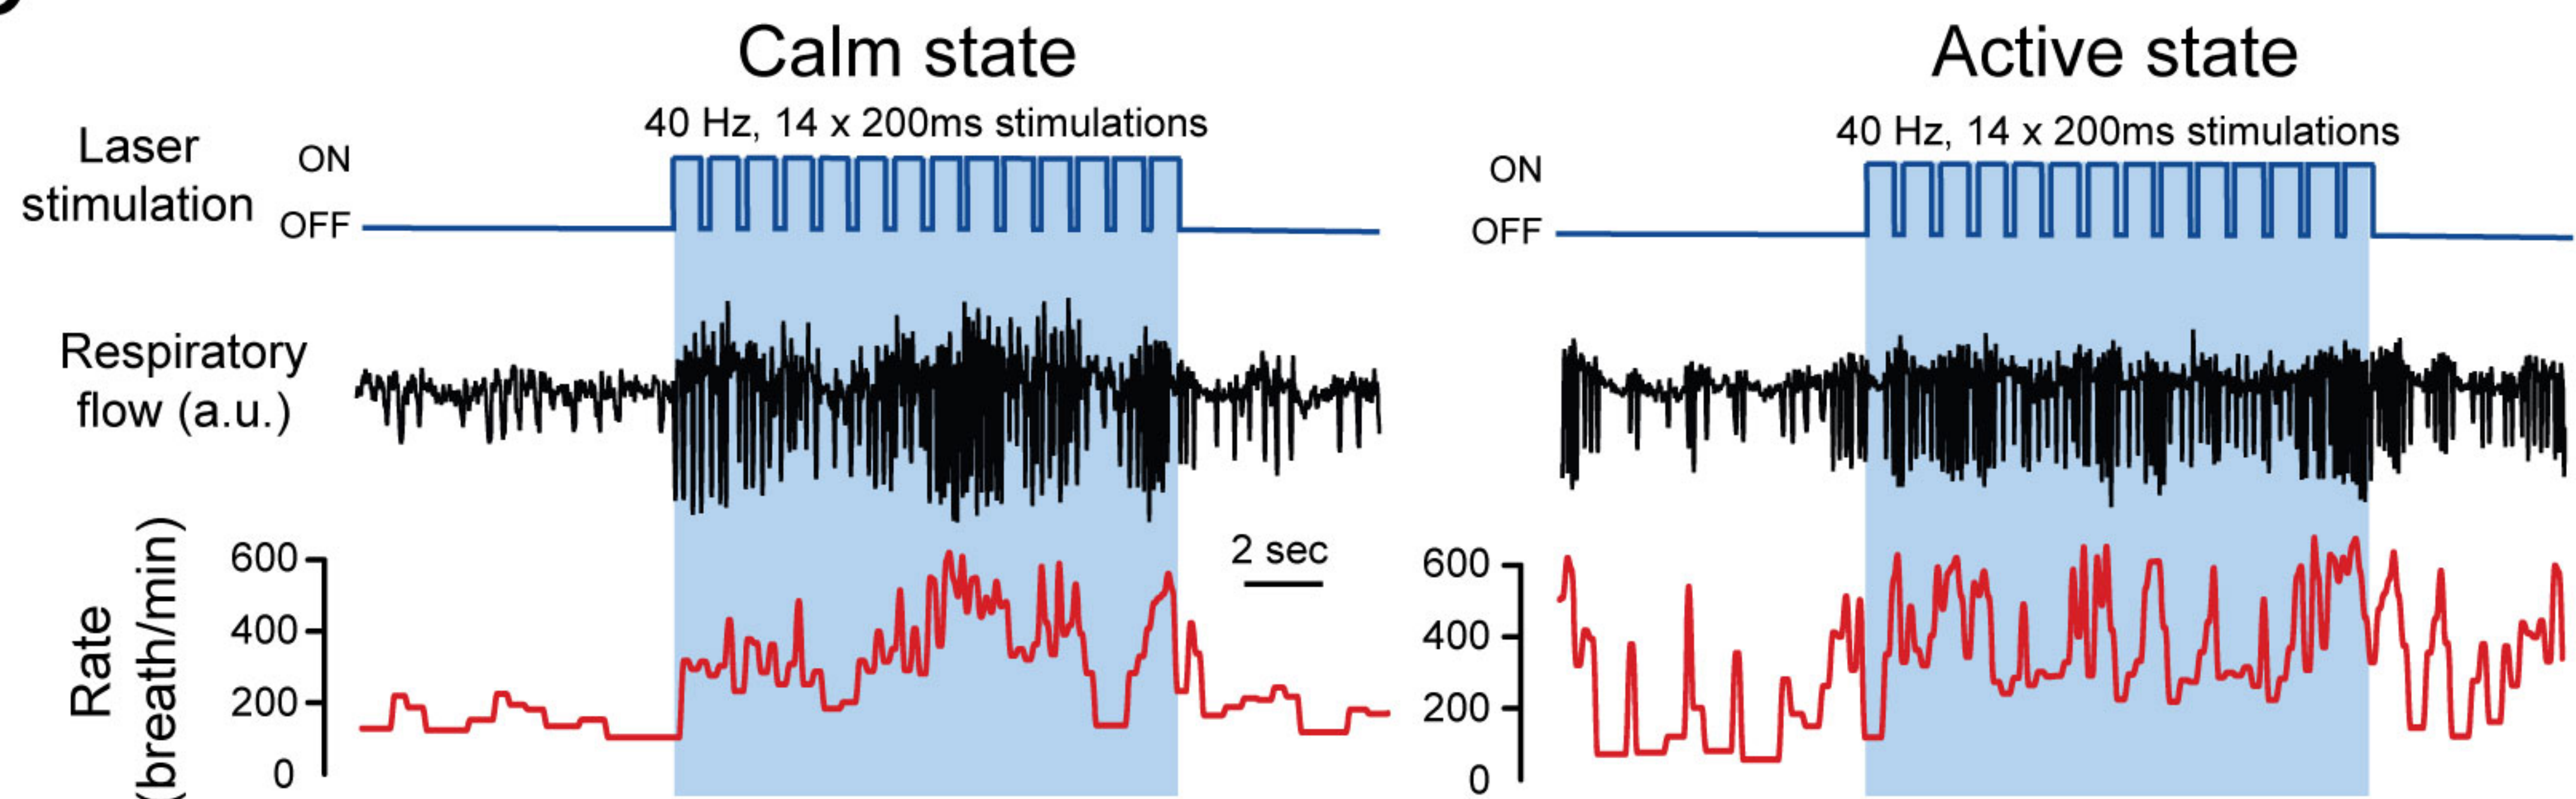 Calm state
Active state
40 Hz, 14 x 200ms stimulations
40 Hz, 14 x 200ms stimulations
Laser
stimulation
ON
OFF
ON
OFF
Respiratory
flow (a.u.)
2 sec
Rate
(breath/min)
600
400
200
0
600
400
200
0